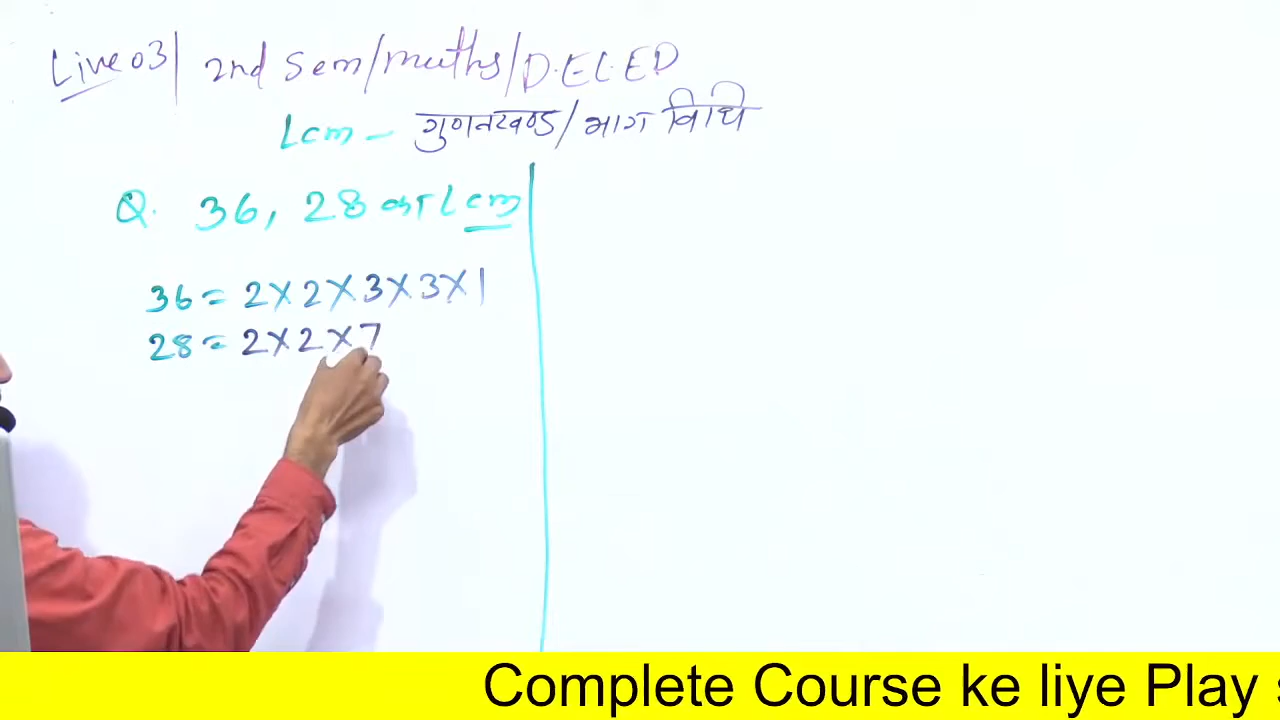 Live 03| 2nd Sem/maths/D.EL.ED
Lcm - गुणनखण्ड/भाग विधि
Q. 36, 28 का Lcm
36 = 2×2×3×3×1
28 = 2×2×7
Complete Course ke liye Play